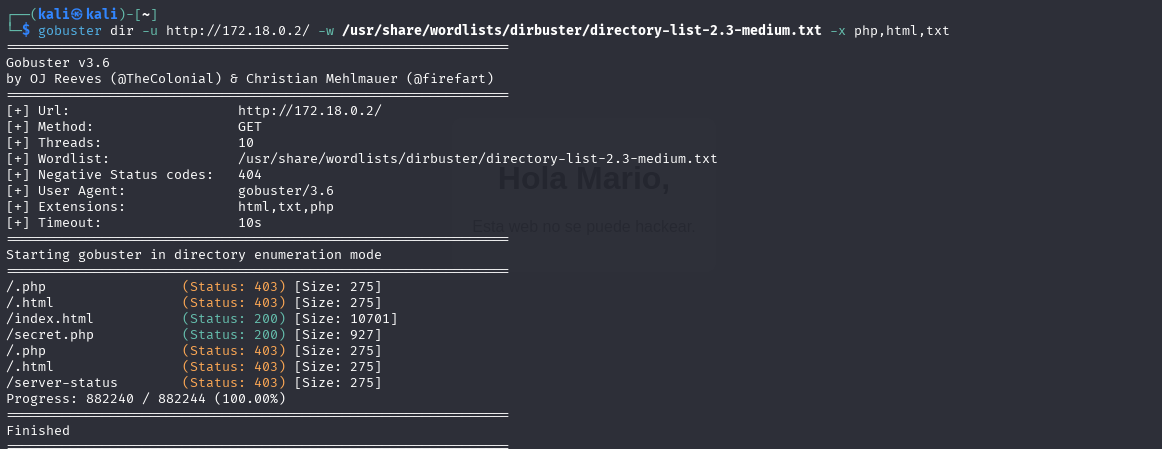 ┌──(kali㉿kali)-[~]
└─$ gobuster dir -u http://172.18.0.2/ -w /usr/share/wordlists/dirbuster/directory-list-2.3-medium.txt -x php,html,txt
===============================================================
Gobuster v3.6
by OJ Reeves (@TheColonial) & Christian Mehlmauer (@firefart)
===============================================================
[+] Url:                     http://172.18.0.2/
[+] Method:                  GET
[+] Threads:                 10
[+] Wordlist:                /usr/share/wordlists/dirbuster/directory-list-2.3-medium.txt
[+] Negative Status codes:   404
Hola Mario,
[+] User Agent:              gobuster/3.6
[+] Extensions:              html,txt,php
[+] Timeout:                 10s
Esta web no se puede hackear.
===============================================================
Starting gobuster in directory enumeration mode
===============================================================
/.php                 (Status: 403) [Size: 275]
/.html                (Status: 403) [Size: 275]
/index.html           (Status: 200) [Size: 10701]
/secret.php           (Status: 200) [Size: 927]
/.php                 (Status: 403) [Size: 275]
/.html                (Status: 403) [Size: 275]
/server-status        (Status: 403) [Size: 275]
Progress: 882240 / 882244 (100.00%)
===============================================================
Finished
===============================================================